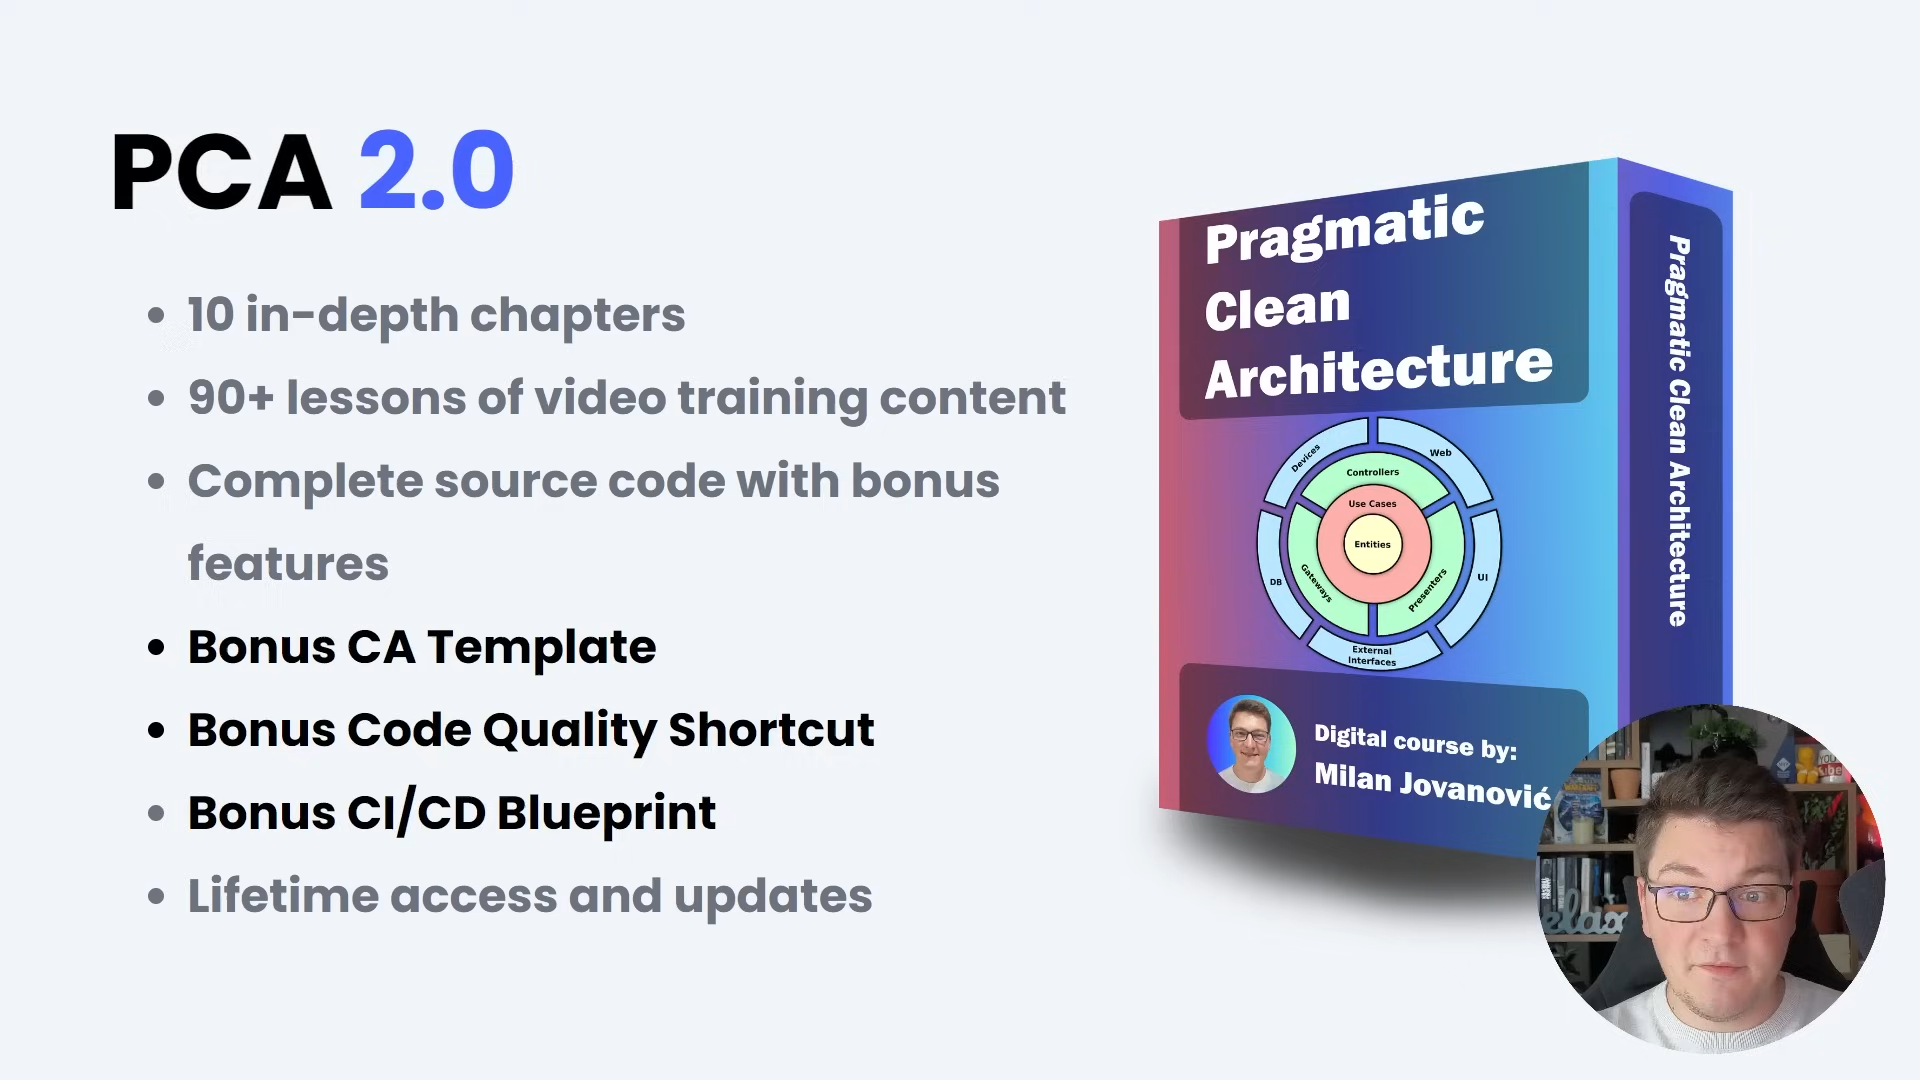 PCA 2.0
• 10 in-depth chapters
• 90+ lessons of video training content
• Complete source code with bonus
features
• Bonus CA Template
• Bonus Code Quality Shortcut
• Bonus CI/CD Blueprint
• Lifetime access and updates
Pragmatic
Clean
Architecture
Pragmatic Clean Architecture
Devices
Web
Controllers
Use Cases
Entities
DB
Gateways
Presenters
UI
External
Interfaces
Digital course by:
Milan Jovanović
elax